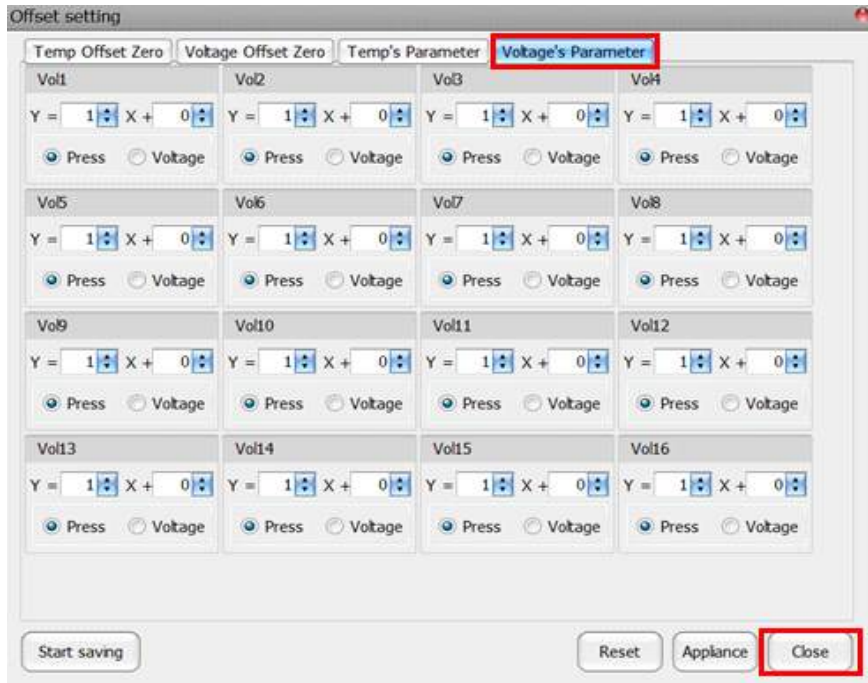 Offset setting
Temp Offset Zero Voltage Offset Zero Temp's Parameter Voltage's Parameter
Vol1 Vol2 Vol3 Vol4
Y = 1 X + 0 Y = 1 X + 0 Y = 1 X + 0 Y = 1 X + 0
Press Voltage Press Voltage Press Voltage Press Voltage
Vol5 Vol6 Vol7 Vol8
Y = 1 X + 0 Y = 1 X + 0 Y = 1 X + 0 Y = 1 X + 0
Press Voltage Press Voltage Press Voltage Press Voltage
Vol9 Vol10 Vol11 Vol12
Y = 1 X + 0 Y = 1 X + 0 Y = 1 X + 0 Y = 1 X + 0
Press Voltage Press Voltage Press Voltage Press Voltage
Vol13 Vol14 Vol15 Vol16
Y = 1 X + 0 Y = 1 X + 0 Y = 1 X + 0 Y = 1 X + 0
Press Voltage Press Voltage Press Voltage Press Voltage
Start saving Reset Appliance Close